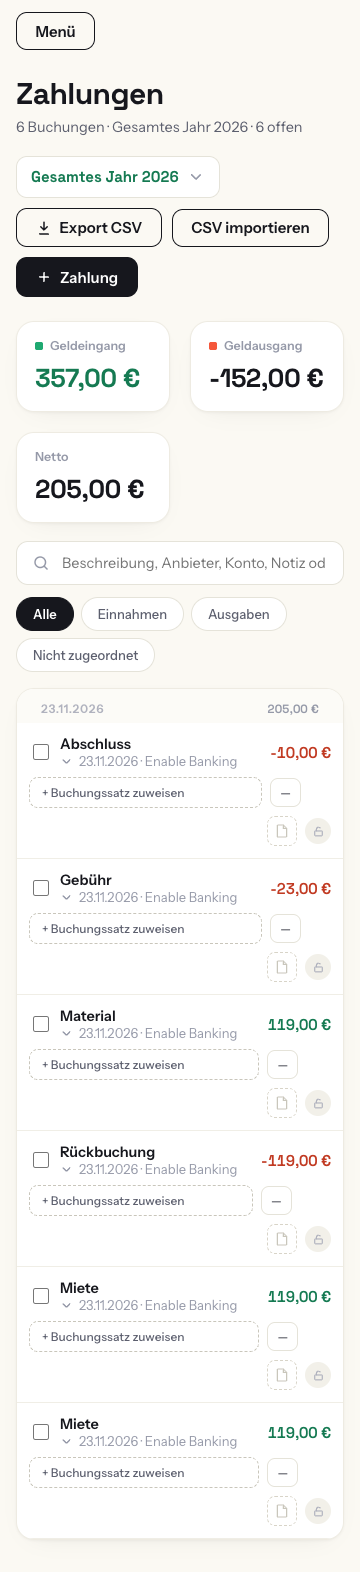 Menü
Zahlungen
6 Buchungen · Gesamtes Jahr 2026 · 6 offen
Gesamtes Jahr 2026
Export CSV
CSV importieren
+ Zahlung
Geldeingang
357,00 €
Geldausgang
-152,00 €
Netto
205,00 €
Beschreibung, Anbieter, Konto, Notiz od
Alle
Einnahmen
Ausgaben
Nicht zugeordnet
23.11.2026
205,00 €
Abschluss
-10,00 €
23.11.2026 · Enable Banking
+ Buchungssatz zuweisen
–
Gebühr
-23,00 €
23.11.2026 · Enable Banking
+ Buchungssatz zuweisen
–
Material
119,00 €
23.11.2026 · Enable Banking
+ Buchungssatz zuweisen
–
Rückbuchung
-119,00 €
23.11.2026 · Enable Banking
+ Buchungssatz zuweisen
–
Miete
119,00 €
23.11.2026 · Enable Banking
+ Buchungssatz zuweisen
–
Miete
119,00 €
23.11.2026 · Enable Banking
+ Buchungssatz zuweisen
–